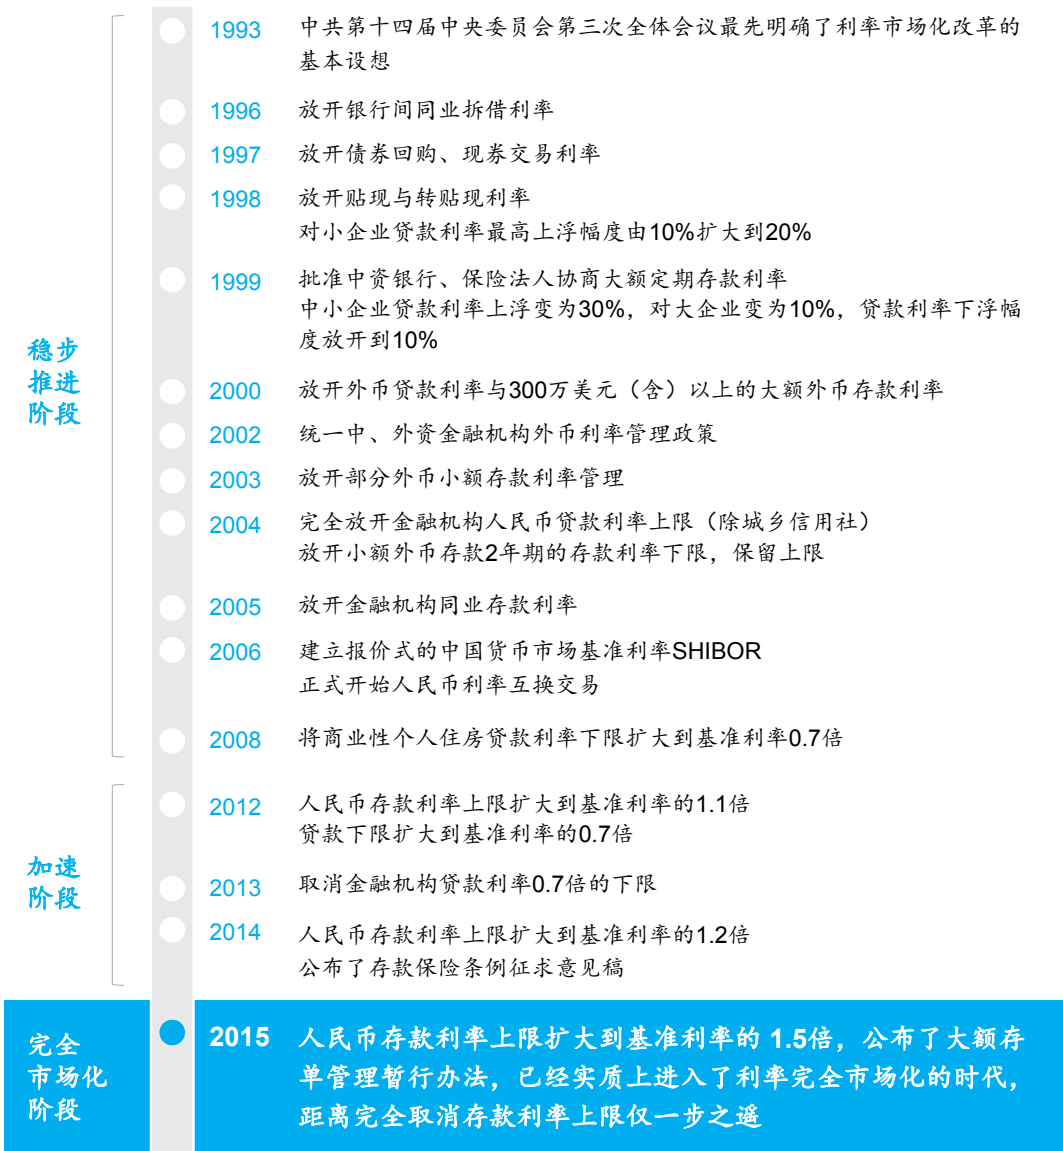 稳步
推进
阶段
1993 中共第十四届中央委员会第三次全体会议最先明确了利率市场化改革的
基本设想
1996 放开银行间同业拆借利率
1997 放开债券回购、现券交易利率
1998 放开贴现与转贴现利率
对小企业贷款利率最高上浮幅度由10%扩大到20%
1999 批准中资银行、保险法人协商大额定期存款利率
中小企业贷款利率上浮变为30%，对大企业变为10%，贷款利率下浮幅
度放开到10%
2000 放开外币贷款利率与300万美元（含）以上的大额外币存款利率
2002 统一中、外资金融机构外币利率管理政策
2003 放开部分外币小额存款利率管理
2004 完全放开金融机构人民币贷款利率上限（除城乡信用社）
放开小额外币存款2年期的存款利率下限，保留上限
2005 放开金融机构同业存款利率
2006 建立报价式的中国货币市场基准利率SHIBOR
正式开始人民币利率互换交易
2008 将商业性个人住房贷款利率下限扩大到基准利率0.7倍
加速
阶段
2012 人民币存款利率上限扩大到基准利率的1.1倍
贷款下限扩大到基准利率的0.7倍
2013 取消金融机构贷款利率0.7倍的下限
2014 人民币存款利率上限扩大到基准利率的1.2倍
公布了存款保险条例征求意见稿
完全
市场化
阶段
2015 人民币存款利率上限扩大到基准利率的 1.5倍，公布了大额存
单管理暂行办法，已经实质上进入了利率完全市场化的时代，
距离完全取消存款利率上限仅一步之遥